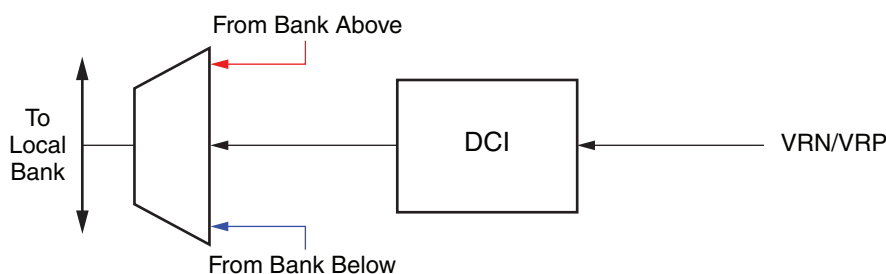 From Bank Above
To
Local
Bank
DCI
VRN/VRP
From Bank Below